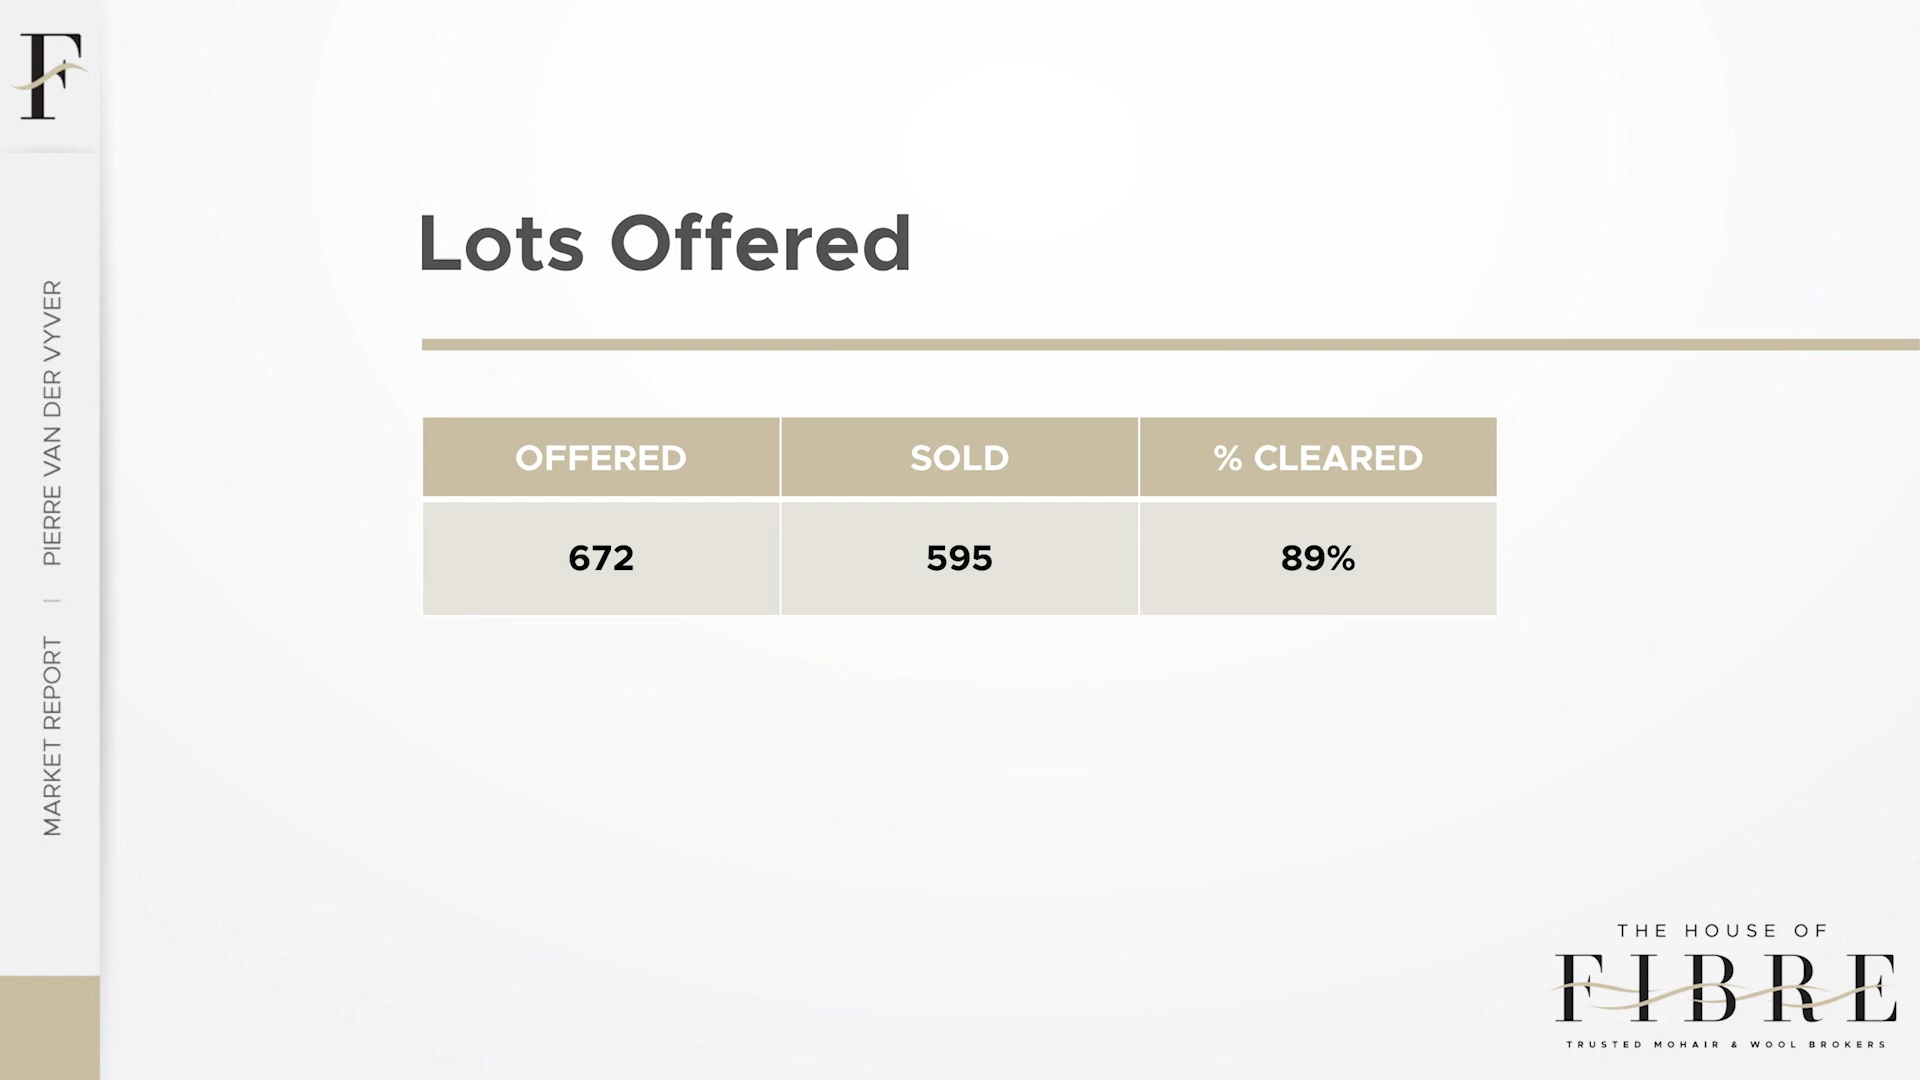 F
MARKET REPORT | PIERRE VAN DER VYVER
Lots Offered
OFFERED SOLD % CLEARED
672 595 89%
THE HOUSE OF
FIBRE
TRUSTED MOHAIR & WOOL BROKERS